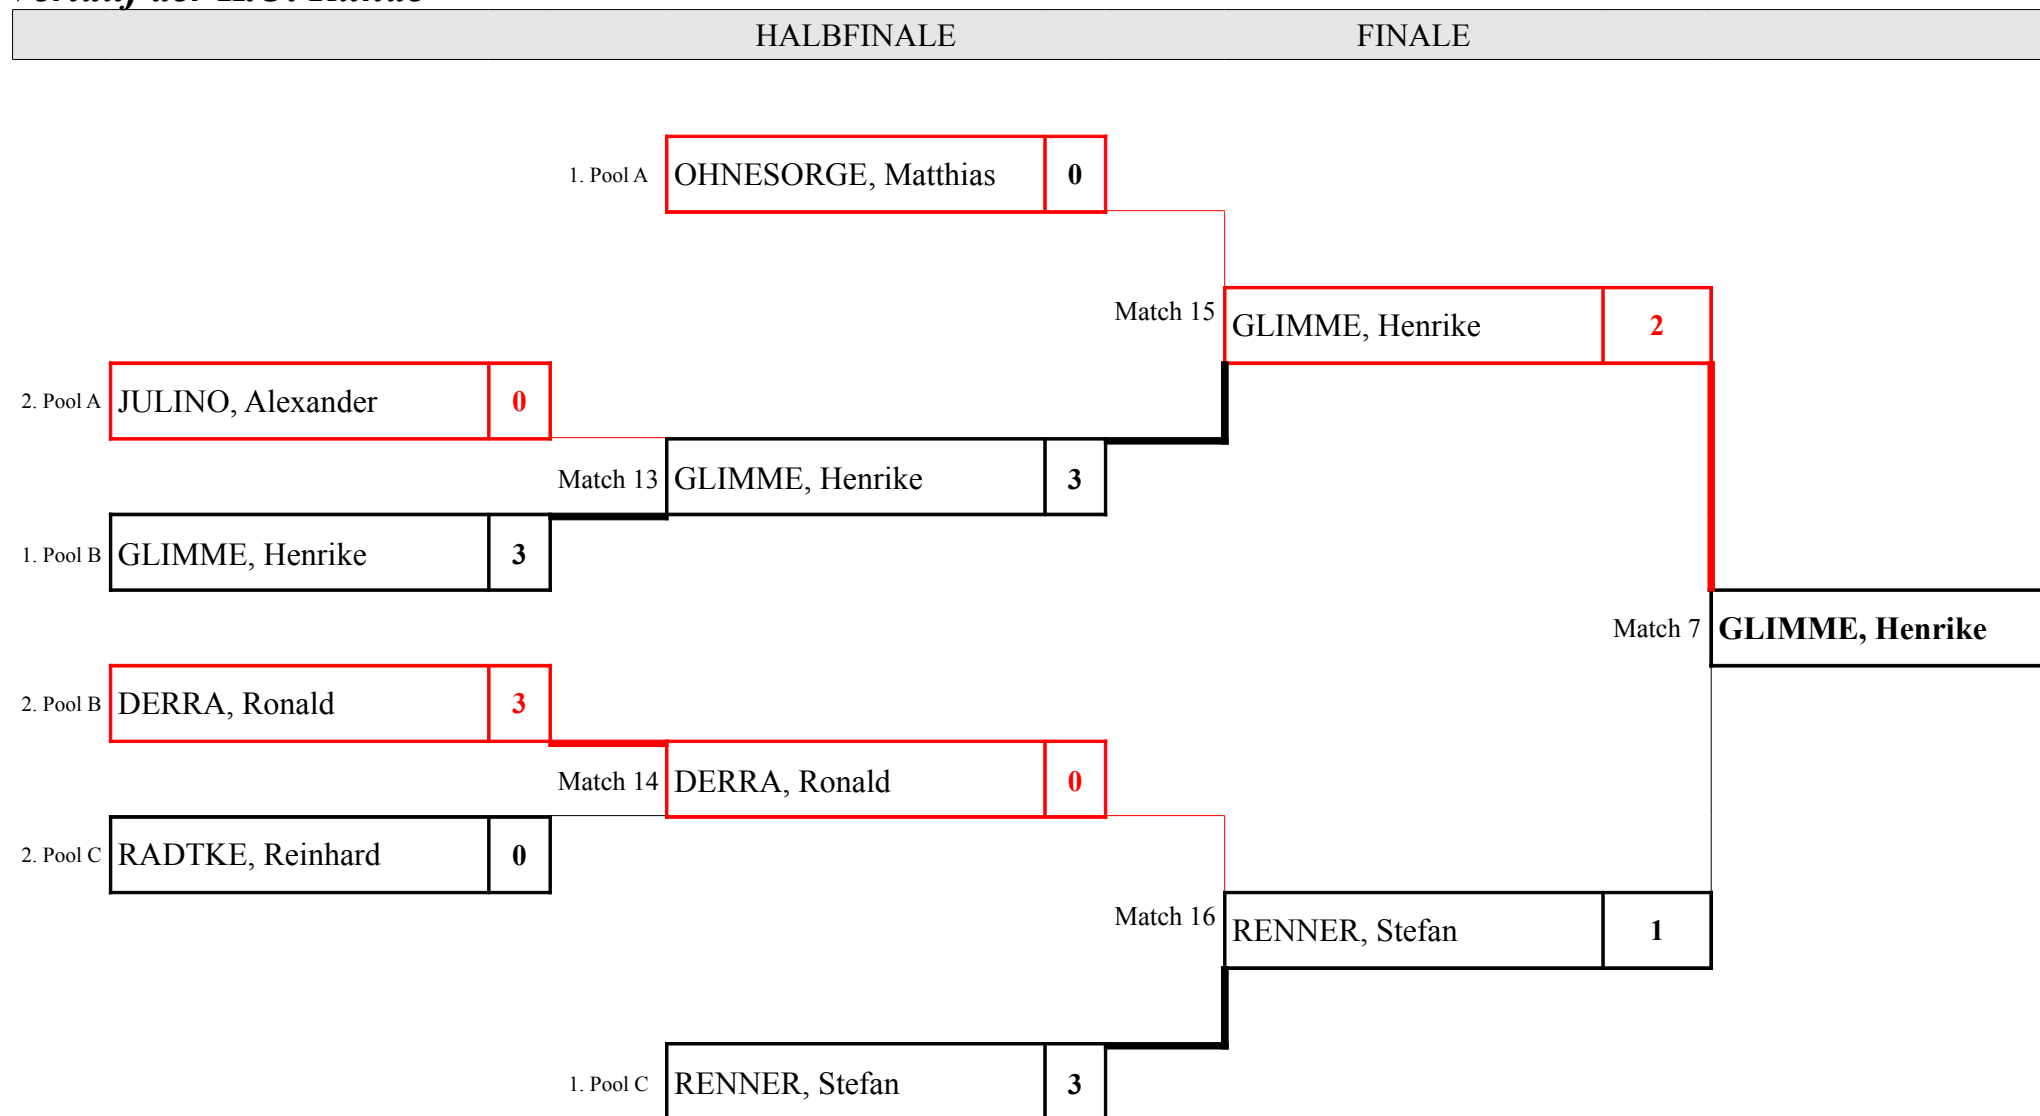 HALBFINALE FINALE
1. Pool A OHNESORGE, Matthias 0
Match 15 GLIMME, Henrike 2
2. Pool A JULINO, Alexander 0
Match 13 GLIMME, Henrike 3
1. Pool B GLIMME, Henrike 3
Match 7 GLIMME, Henrike
2. Pool B DERRA, Ronald 3
Match 14 DERRA, Ronald 0
2. Pool C RADTKE, Reinhard 0
Match 16 RENNER, Stefan 1
1. Pool C RENNER, Stefan 3